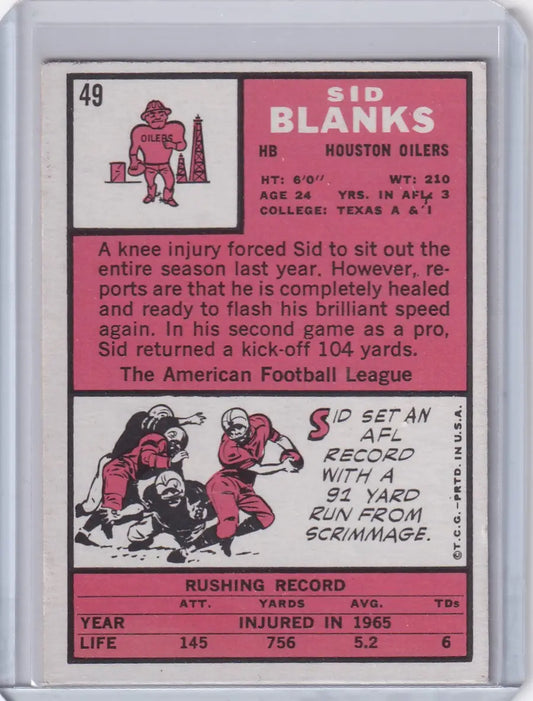 49
OILERS
SID
BLANKS
HB HOUSTON OILERS
HT: 6'0" WT: 210
AGE 24 YRS. IN AFL: 3
COLLEGE: TEXAS A & I
A knee injury forced Sid to sit out the
entire season last year. However, re-
ports are that he is completely healed
and ready to flash his brilliant speed
again. In his second game as a pro,
Sid returned a kick-off 104 yards.
The American Football League
SID SET AN
AFL
RECORD
WITH A
91 YARD
RUN FROM
SCRIMMAGE.
©T.C.G.-PRTD. IN U.S.A.
RUSHING RECORD
ATT. YARDS AVG. TDs
YEAR INJURED IN 1965
LIFE 145 756 5.2 6